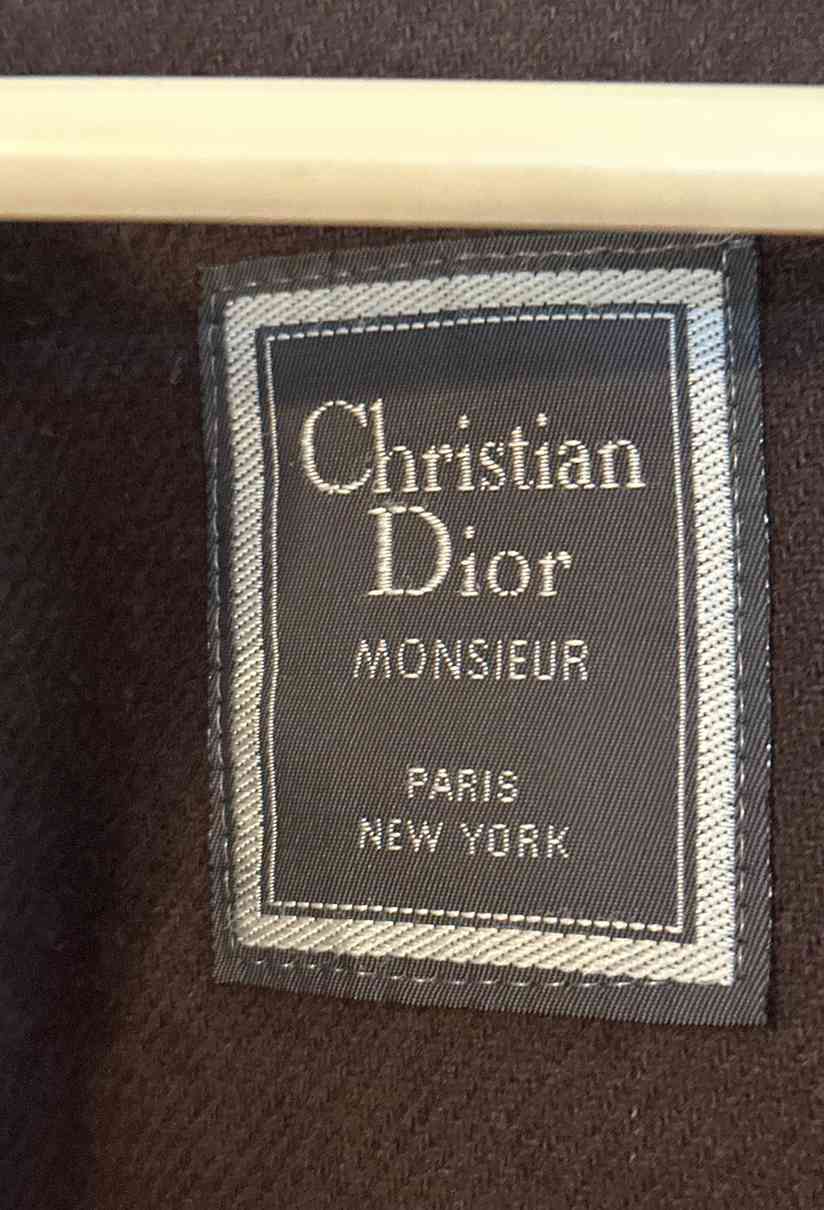 Christian
Dior
MONSIEUR
PARIS
NEW YORK